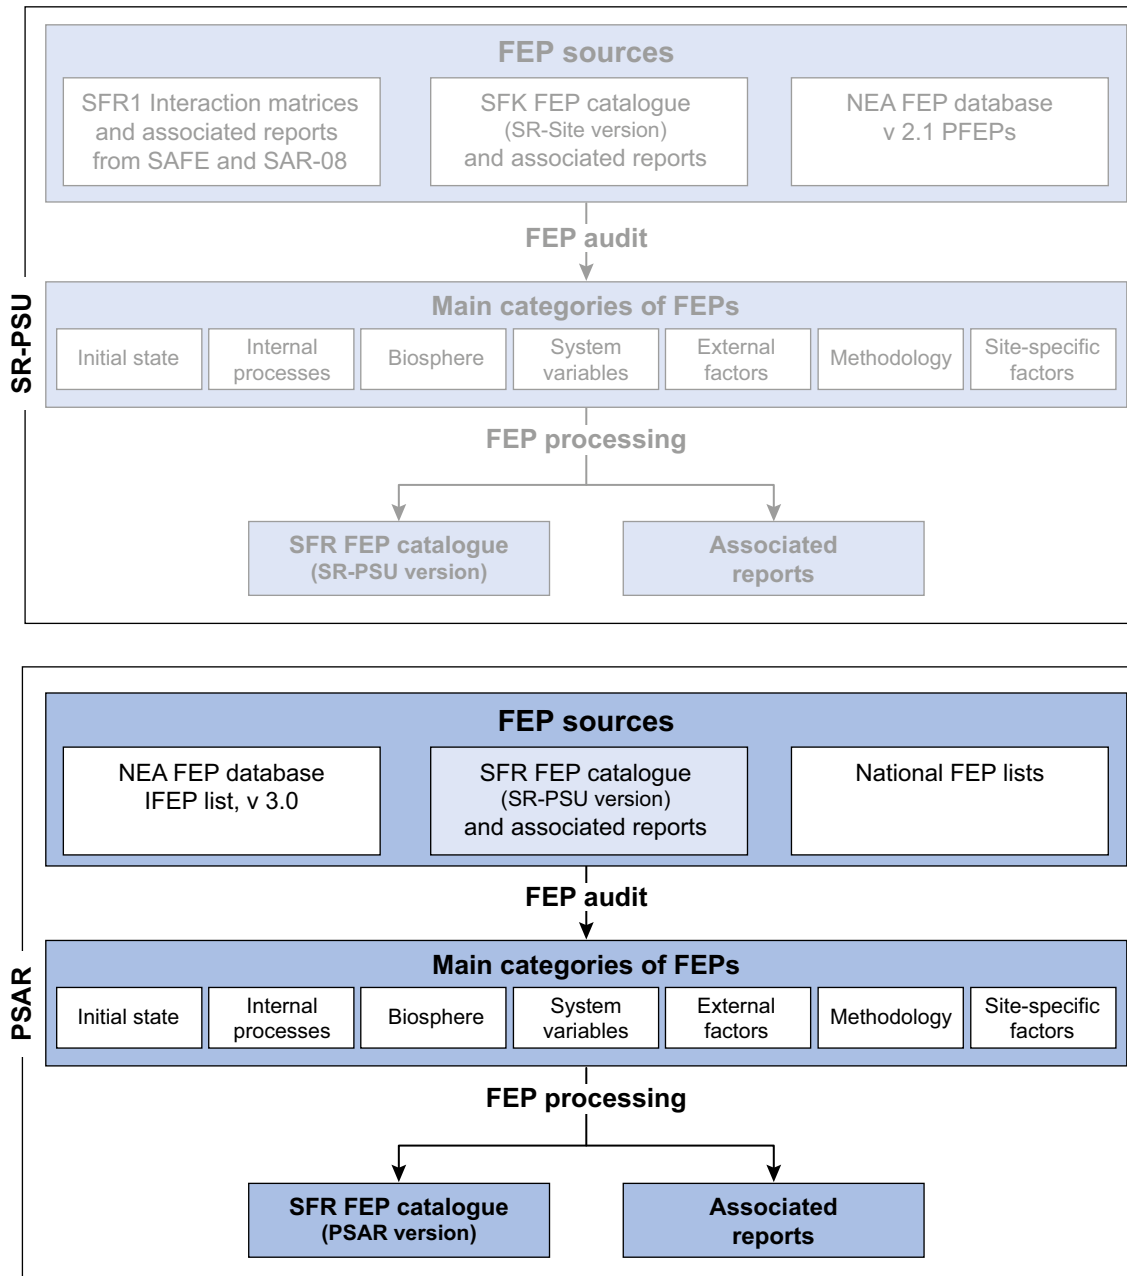 SR-PSU
FEP sources
SFR1 Interaction matrices
and associated reports
from SAFE and SAR-08
SFK FEP catalogue
(SR-Site version)
and associated reports
NEA FEP database
v 2.1 PFEPs
FEP audit
Main categories of FEPs
Initial state
Internal
processes
Biosphere
System
variables
External
factors
Methodology
Site-specific
factors
FEP processing
SFR FEP catalogue
(SR-PSU version)
Associated
reports
PSAR
FEP sources
NEA FEP database
IFEP list, v 3.0
SFR FEP catalogue
(SR-PSU version)
and associated reports
National FEP lists
FEP audit
Main categories of FEPs
Initial state
Internal
processes
Biosphere
System
variables
External
factors
Methodology
Site-specific
factors
FEP processing
SFR FEP catalogue
(PSAR version)
Associated
reports